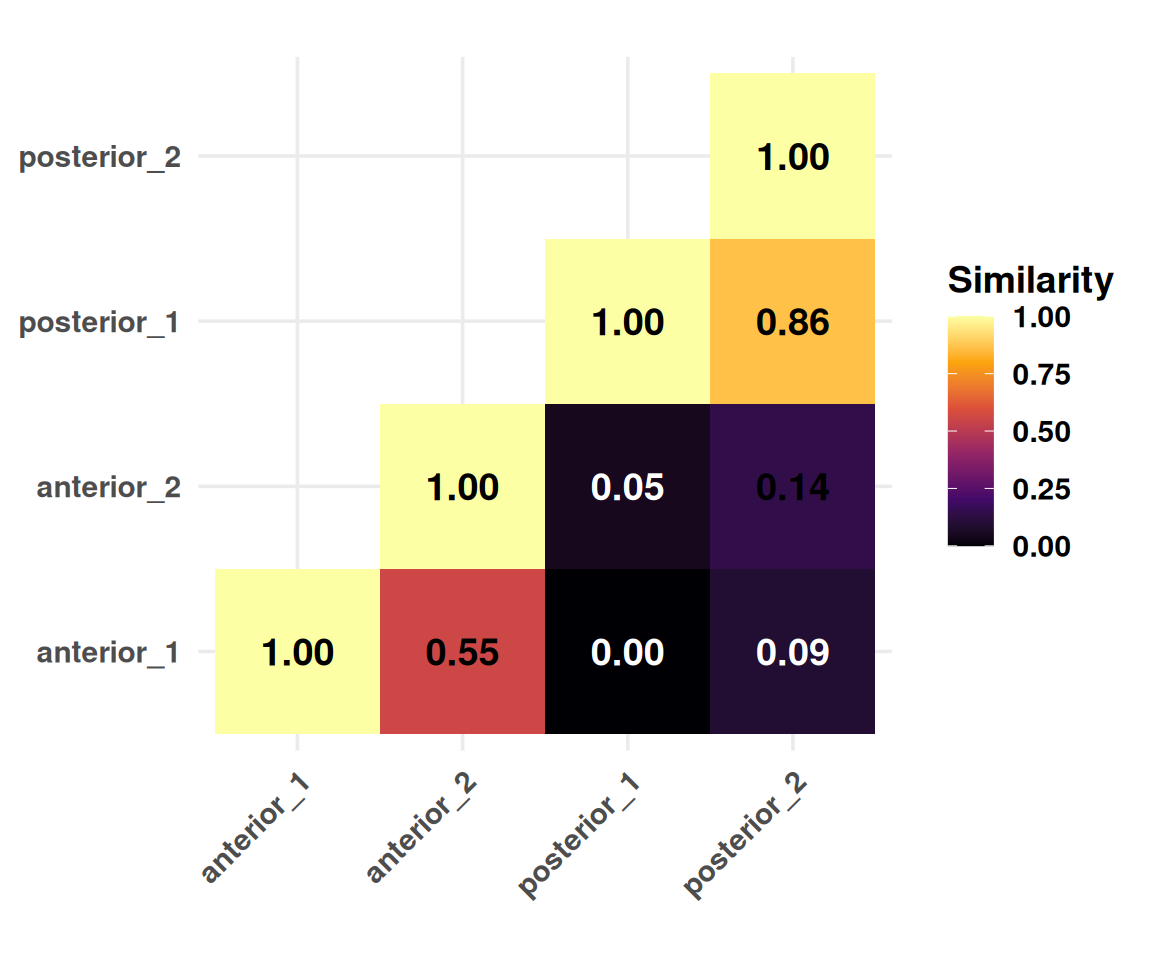 posterior_2
1.00
posterior_1
1.00 0.86
anterior_2
1.00 0.05 0.14
anterior_1
1.00 0.55 0.00 0.09
anterior_1
anterior_2
posterior_1
posterior_2
Similarity
1.00
0.75
0.50
0.25
0.00